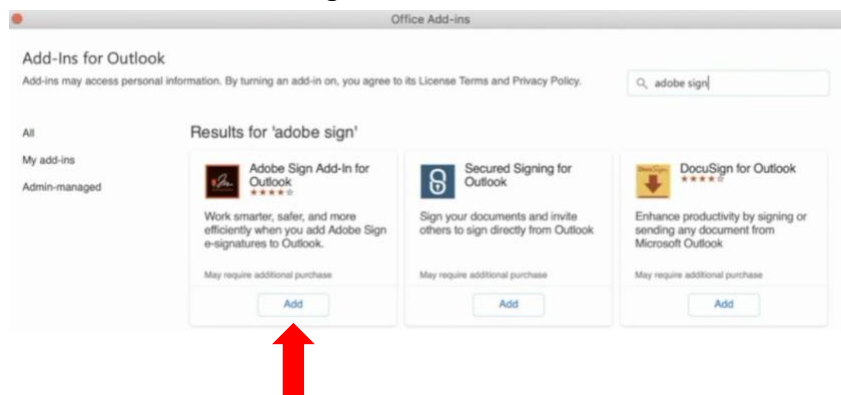 Office Add-ins
Add-Ins for Outlook
Add-ins may access personal information. By turning an add-in on, you agree to its License Terms and Privacy Policy.
adobe sign
All
My add-ins
Admin-managed
Results for 'adobe sign'
Adobe Sign Add-In for
Outlook
Work smarter, safer, and more
efficiently when you add Adobe Sign
e-signatures to Outlook.
May require additional purchase
Add
Secured Signing for
Outlook
Sign your documents and invite
others to sign directly from Outlook
May require additional purchase
Add
DocuSign for Outlook
Enhance productivity by signing or
sending any document from
Microsoft Outlook
May require additional purchase
Add